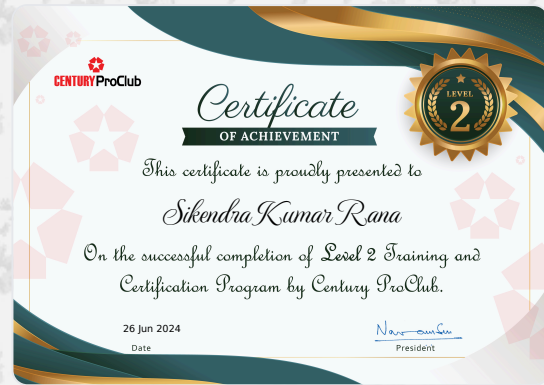 CENTURY ProClub
Certificate
OF ACHIEVEMENT
LEVEL
2
This certificate is proudly presented to
Sikendra Kumar Rana
On the successful completion of Level 2 Training and
Certification Program by Century ProClub.
26 Jun 2024
Date
President